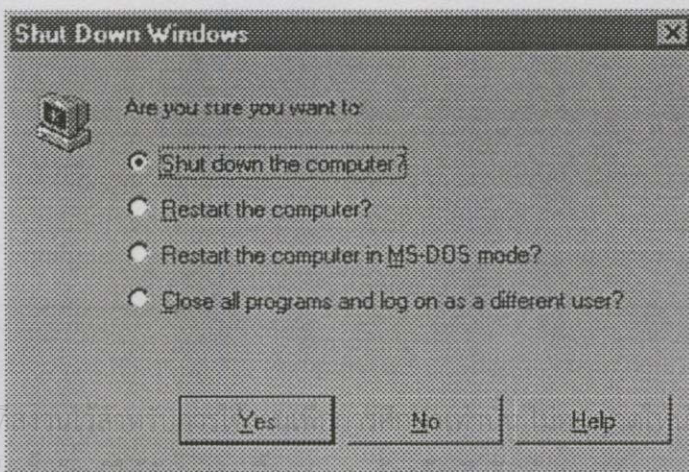 Shut Down Windows
Are you sure you want to:
Shut down the computer?
Restart the computer?
Restart the computer in MS-DOS mode?
Close all programs and log on as a different user?
Yes No Help